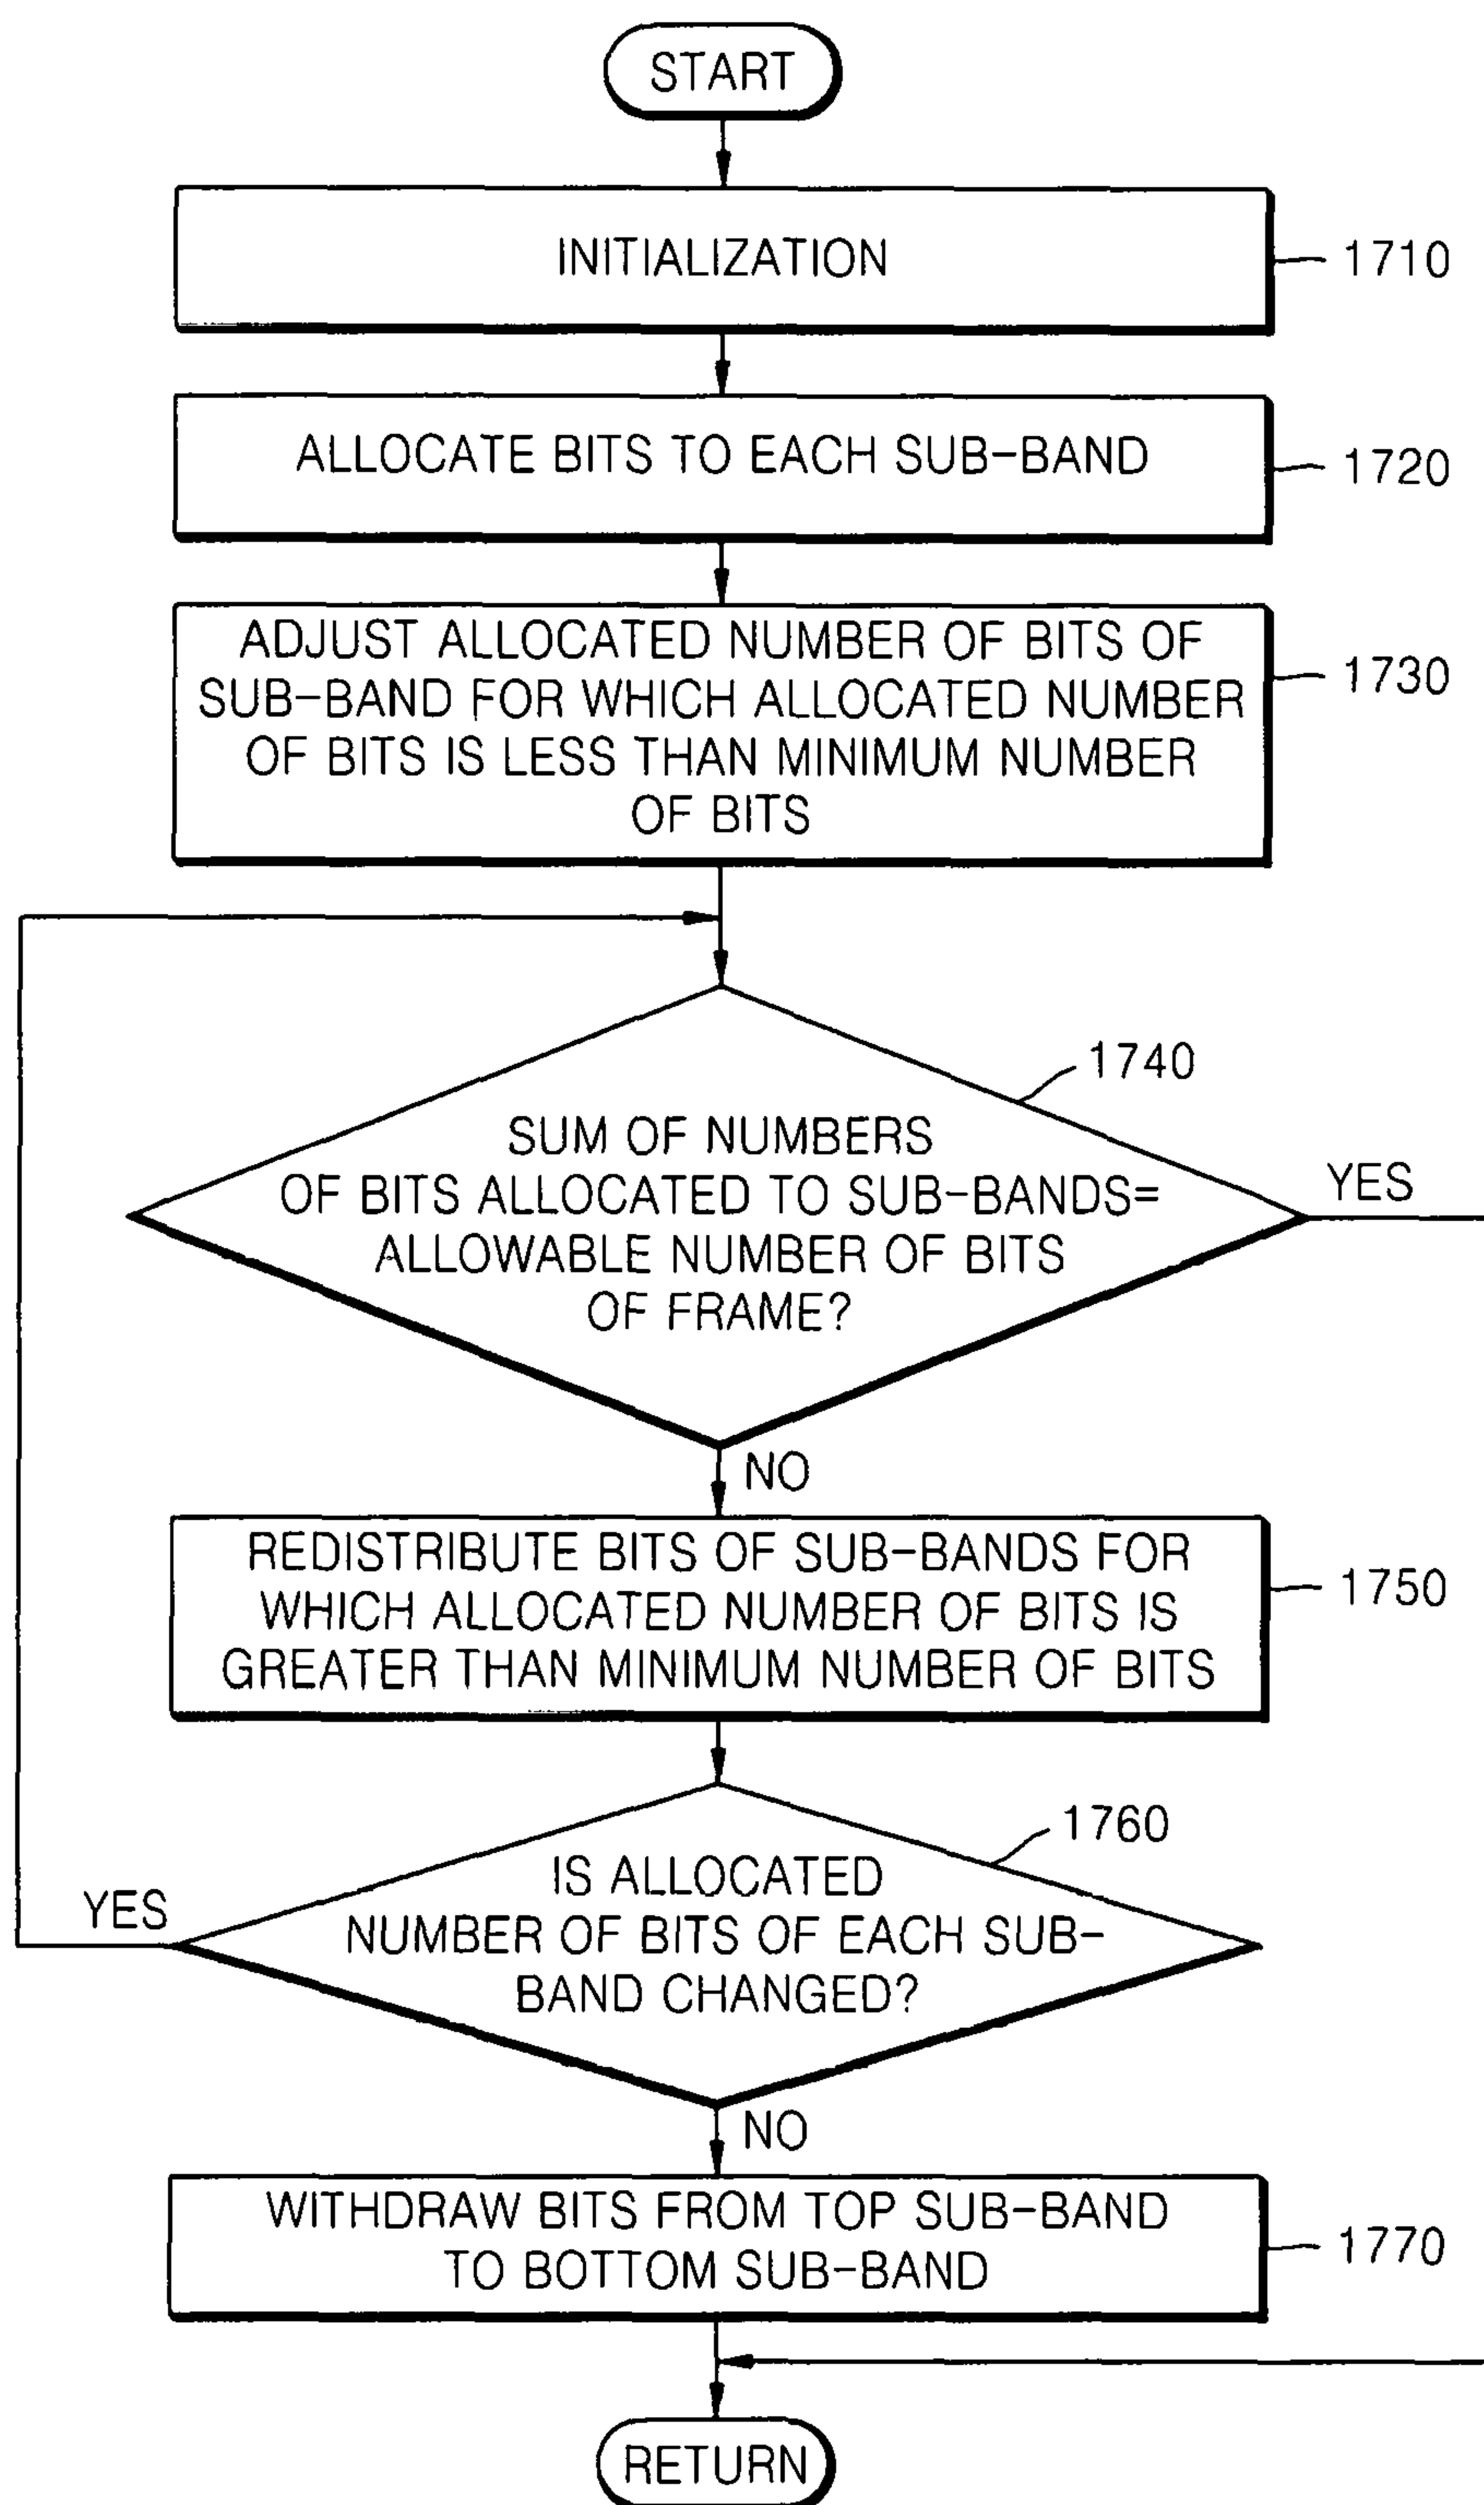 START
INITIALIZATION
1710
ALLOCATE BITS TO EACH SUB-BAND
1720
ADJUST ALLOCATED NUMBER OF BITS OF
SUB-BAND FOR WHICH ALLOCATED NUMBER
OF BITS IS LESS THAN MINIMUM NUMBER
OF BITS
1730
1740
SUM OF NUMBERS
OF BITS ALLOCATED TO SUB-BANDS=
ALLOWABLE NUMBER OF BITS
OF FRAME?
YES
NO
REDISTRIBUTE BITS OF SUB-BANDS FOR
WHICH ALLOCATED NUMBER OF BITS IS
GREATER THAN MINIMUM NUMBER OF BITS
1750
1760
IS ALLOCATED
NUMBER OF BITS OF EACH SUB-
BAND CHANGED?
YES
NO
WITHDRAW BITS FROM TOP SUB-BAND
TO BOTTOM SUB-BAND
1770
RETURN